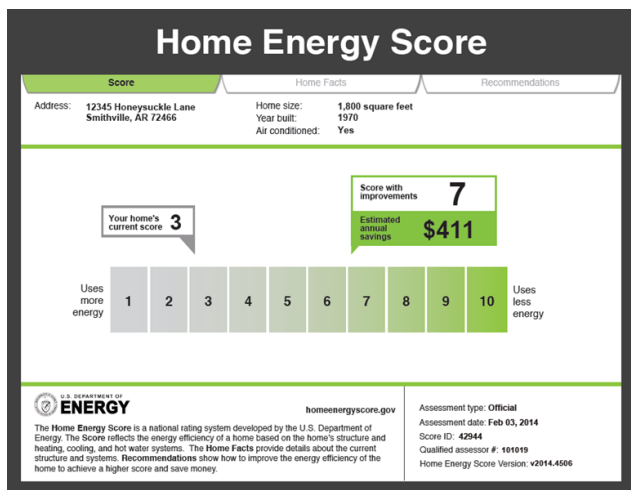 Home Energy Score
Score
Home Facts
Recommendations
Address: 12345 Honeysuckle Lane
Smithville, AR 72466
Home size: 1,800 square feet
Year built: 1970
Air conditioned: Yes
Your home's
current score 3
Score with
improvements 7
Estimated
annual
savings $411
Uses
more
energy
1 2 3 4 5 6 7 8 9 10
Uses
less
energy
U.S. DEPARTMENT OF
ENERGY
homeenergyscore.gov
The Home Energy Score is a national rating system developed by the U.S. Department of
Energy. The Score reflects the energy efficiency of a home based on the home's structure and
heating, cooling, and hot water systems. The Home Facts provide details about the current
structure and systems. Recommendations show how to improve the energy efficiency of the
home to achieve a higher score and save money.
Assessment type: Official
Assessment date: Feb 03, 2014
Score ID: 42944
Qualified assessor #: 101019
Home Energy Score Version: v2014.4506